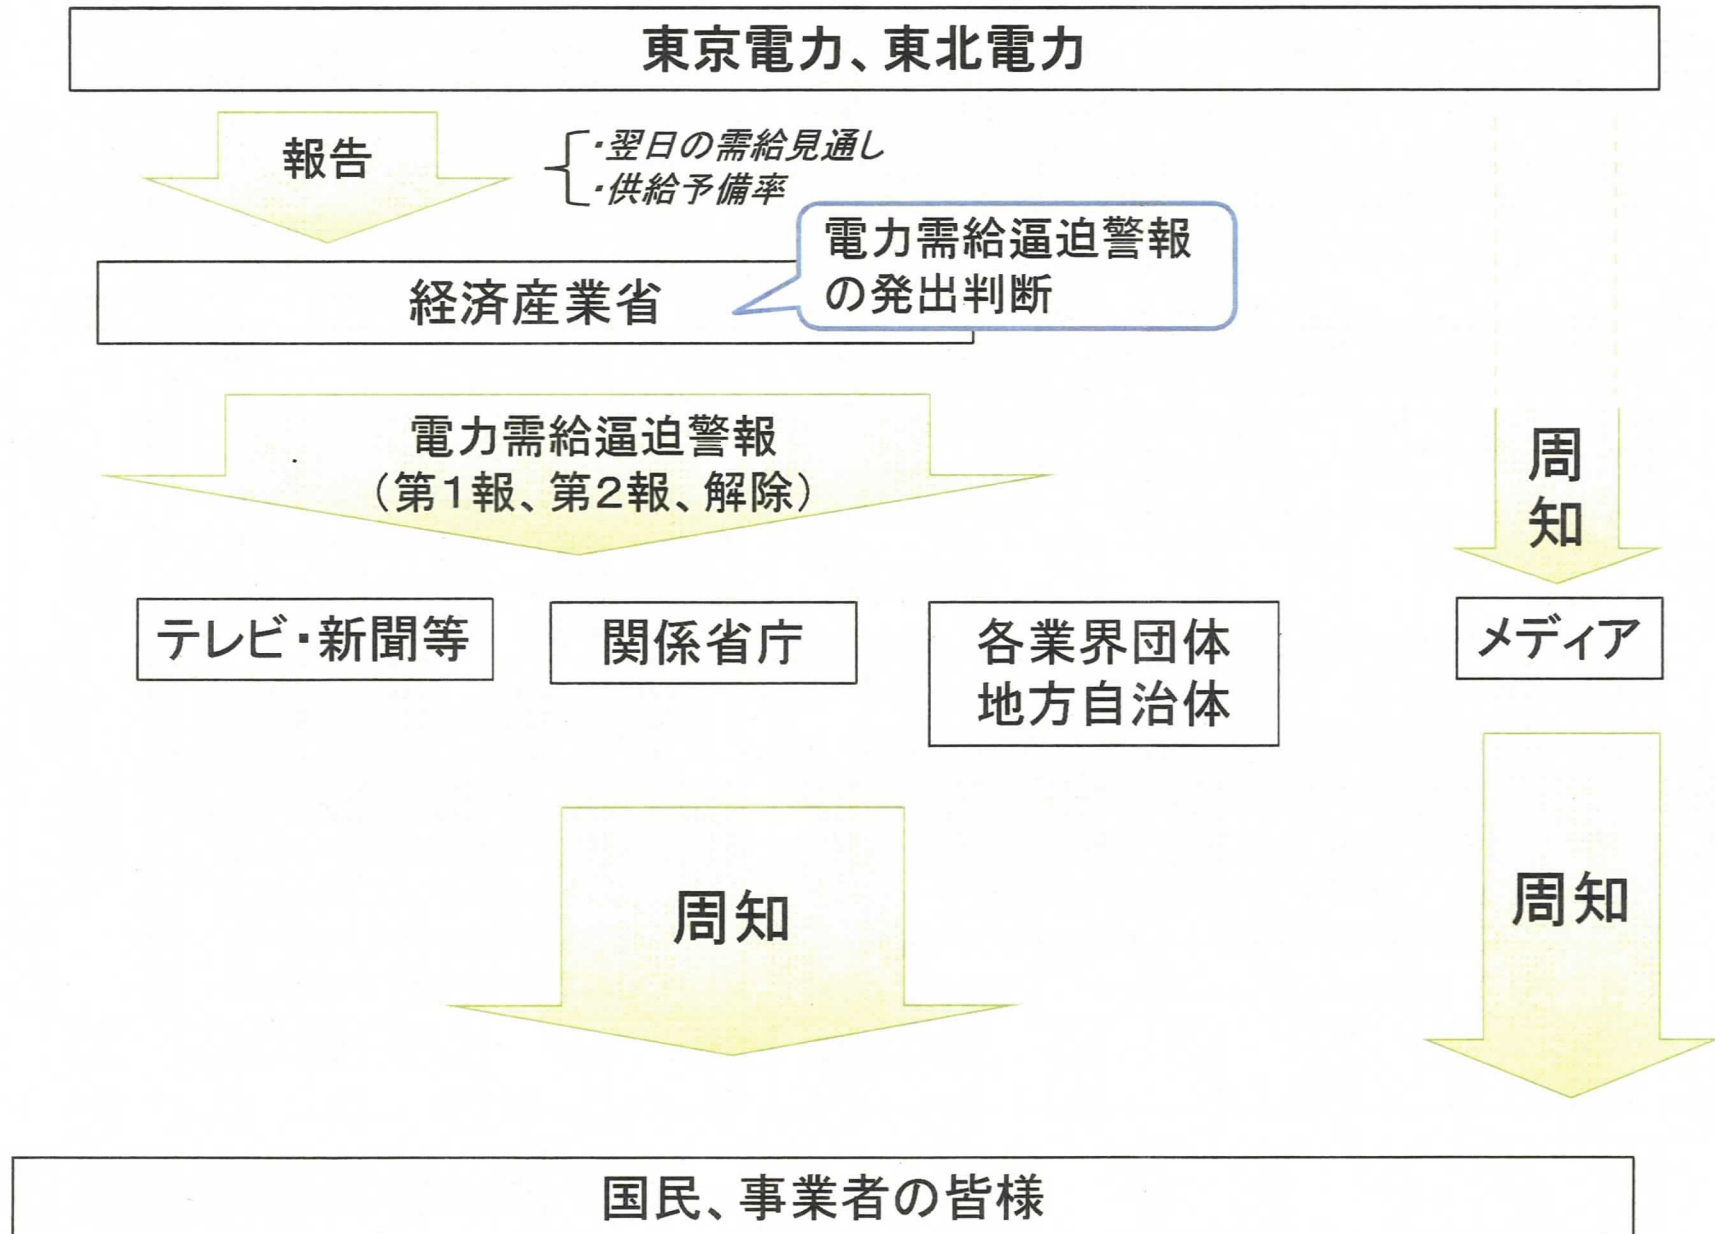 東京電力、東北電力
報告
・翌日の需給見通し
・供給予備率
電力需給逼迫警報
の発出判断
経済産業省
電力需給逼迫警報
（第1報、第2報、解除）
周
知
テレビ・新聞等
関係省庁
各業界団体
地方自治体
メディア
周知
周知
国民、事業者の皆様